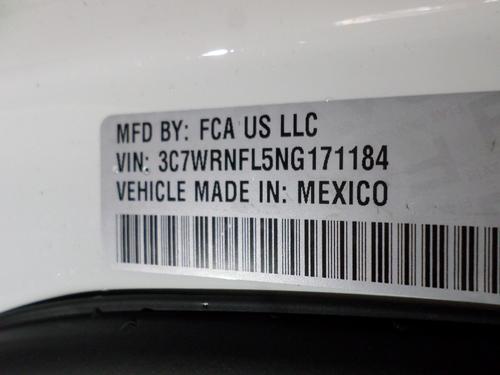 MFD BY: FCA US LLC
VIN: 3C7WRNFL5NG171184
VEHICLE MADE IN: MEXICO